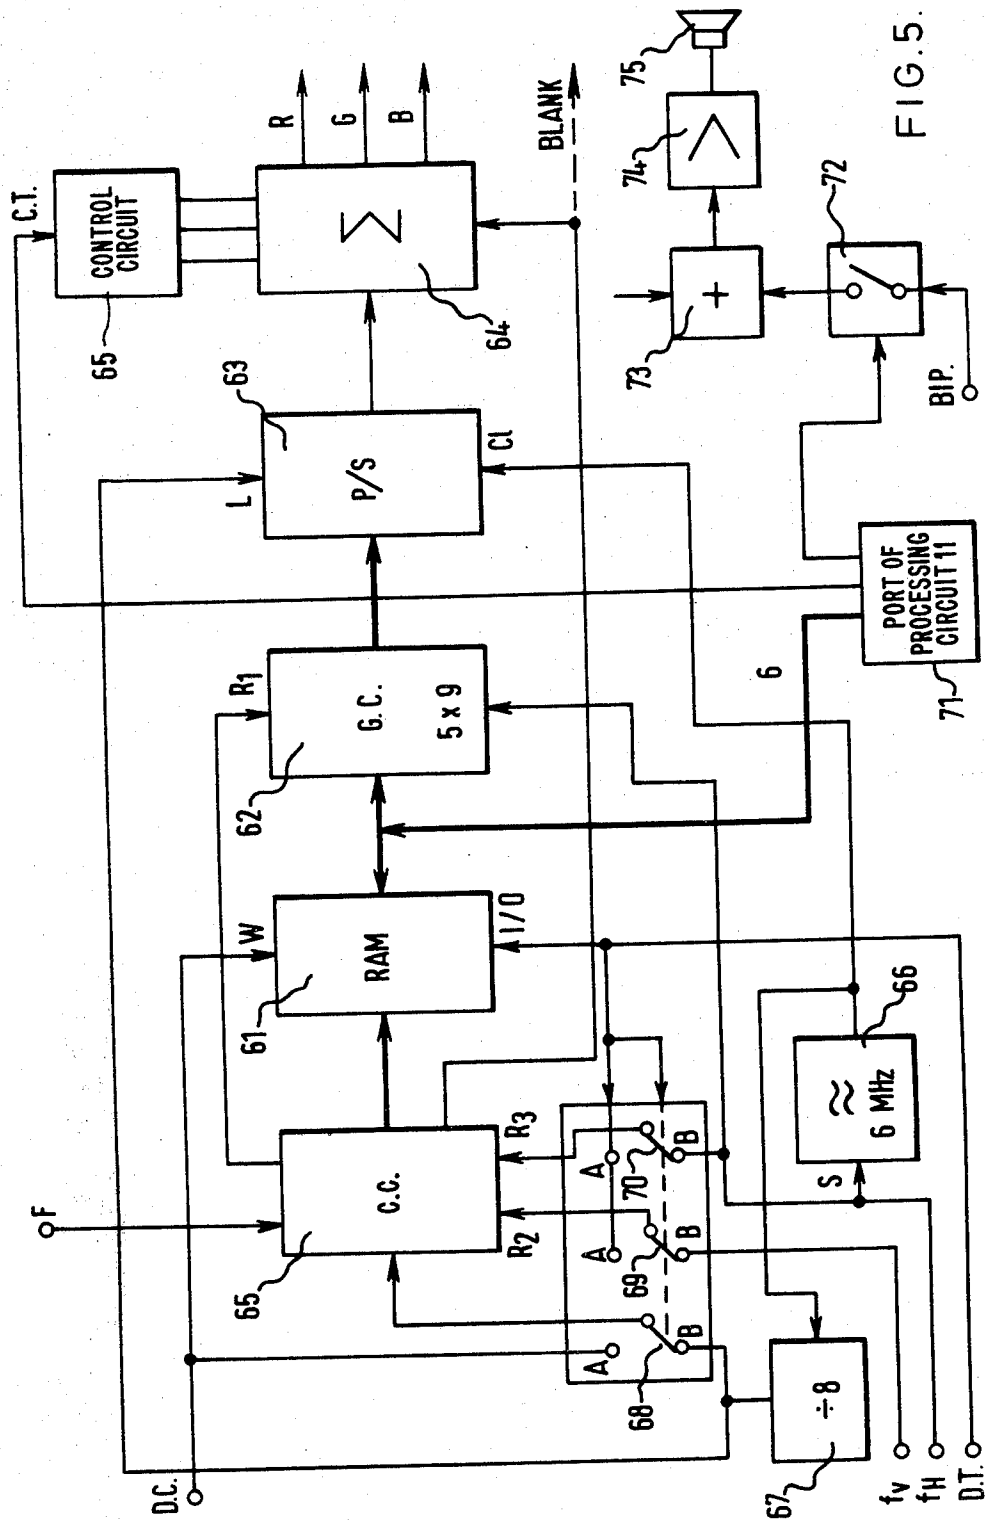 F
C.T.
CONTROL
CIRCUIT
65
R
G
B
BLANK
Σ
64
63
L
P/S
Cl
R1
62
G.C.
5 x 9
W
61
RAM
I/O
65
C.C.
R2
R3
D.C.
A
A
A
68
69
70
B
B
B
S
≈
6 MHz
66
÷8
67
fV
fH
D.T.
6
PORT OF
PROCESSING
CIRCUIT 11
71
BIP.
72
73
+
74
75
FIG.5.